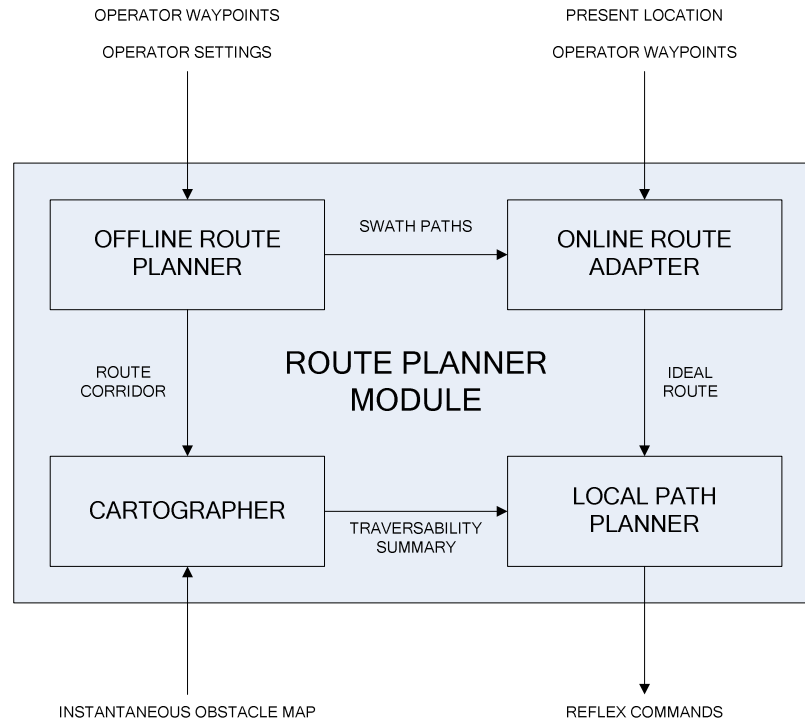 OPERATOR WAYPOINTS
OPERATOR SETTINGS
PRESENT LOCATION
OPERATOR WAYPOINTS
OFFLINE ROUTE
PLANNER
SWATH PATHS
ONLINE ROUTE
ADAPTER
ROUTE
CORRIDOR
ROUTE PLANNER
MODULE
IDEAL
ROUTE
CARTOGRAPHER
TRAVERSABILITY
SUMMARY
LOCAL PATH
PLANNER
INSTANTANEOUS OBSTACLE MAP
REFLEX COMMANDS